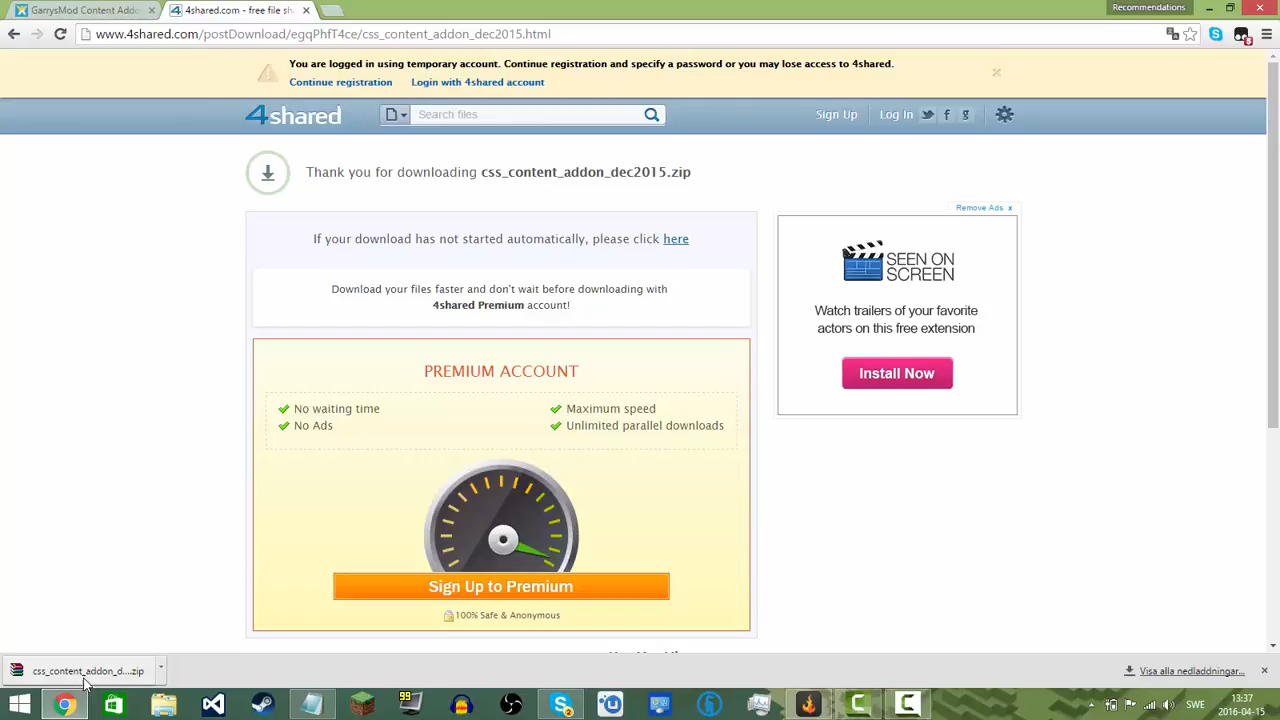 GarrysMod Content Addo
4shared.com - free file sh
Recommendations
www.4shared.com/postDownload/egqPhfT4ce/css_content_addon_dec2015.html
You are logged in using temporary account. Continue registration and specify a password or you may lose access to 4shared.
Continue registration
Login with 4shared account
4shared
Search files...
Sign Up
Log In
Thank you for downloading css_content_addon_dec2015.zip
Remove Ads x
If your download has not started automatically, please click here
SEEN ON
SCREEN
Download your files faster and don't wait before downloading with
4shared Premium account!
Watch trailers of your favorite
actors on this free extension
Install Now
PREMIUM ACCOUNT
No waiting time
Maximum speed
No Ads
Unlimited parallel downloads
Sign Up to Premium
100% Safe & Anonymous
css_content_addon_d....zip
Visa alla nedladdningar...
99
2
SWE
13:37
2016-04-15